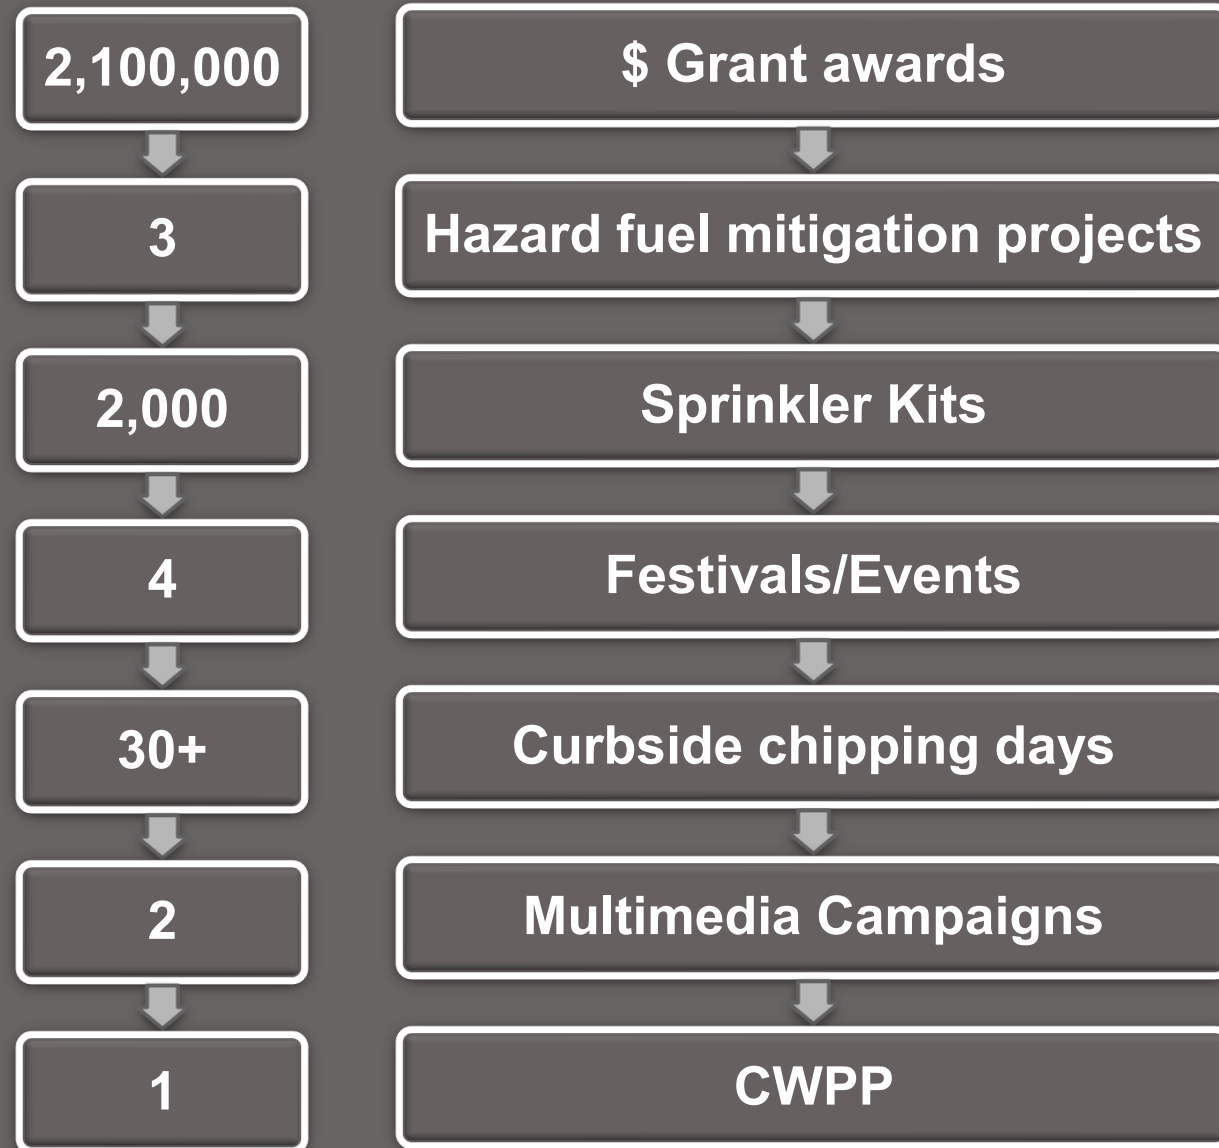 2,100,000
$ Grant awards
3
Hazard fuel mitigation projects
2,000
Sprinkler Kits
4
Festivals/Events
30+
Curbside chipping days
2
Multimedia Campaigns
1
CWPP